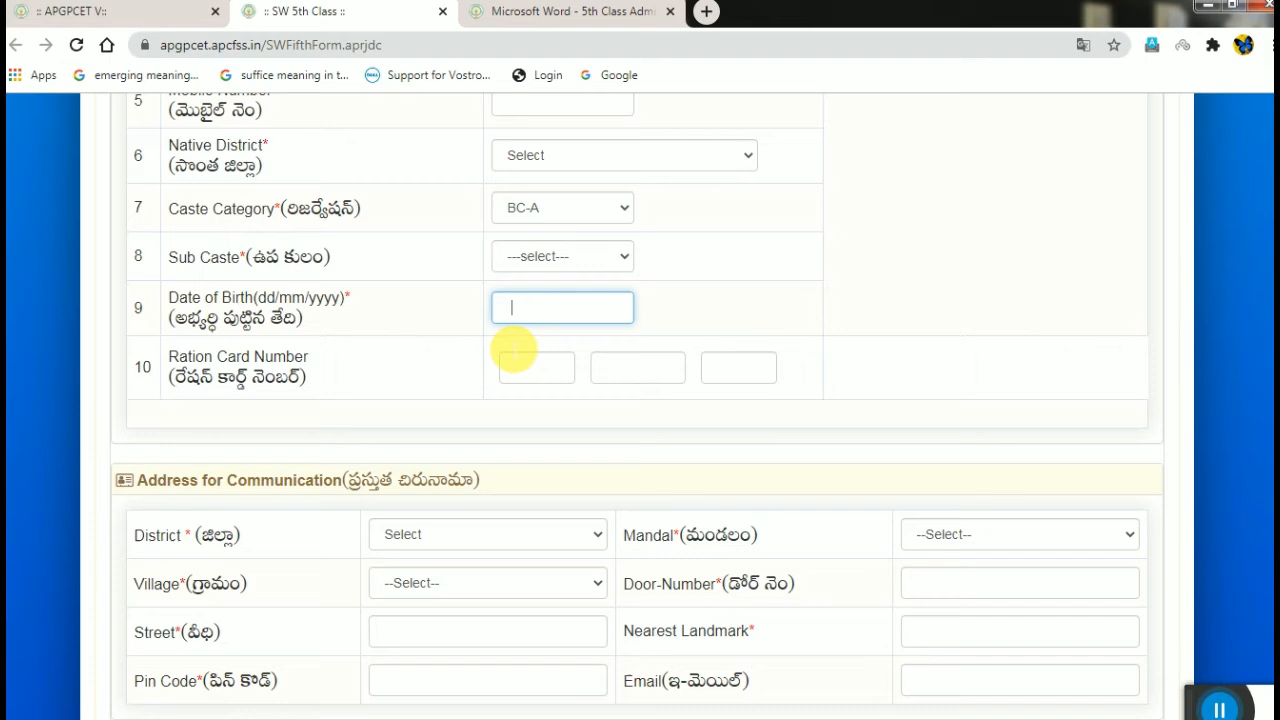 :: APGPCET V::
:: SW 5th Class ::
Microsoft Word - 5th Class Adm
apgpcet.apcfss.in/SWFifthForm.aprjdc
Apps
emerging meaning...
suffice meaning in t...
Support for Vostro...
Login
Google
5
Mobile Number
(మొబైల్ నెం)
6
Native District*
(సొంత జిల్లా)
Select
7
Caste Category*(రిజర్వేషన్)
BC-A
8
Sub Caste*(ఉప కులం)
---select---
9
Date of Birth(dd/mm/yyyy)*
(అభ్యర్ధి పుట్టిన తేది)
10
Ration Card Number
(రేషన్ కార్డ్ నెంబర్)
Address for Communication(ప్రస్తుత చిరునామా)
District * (జిల్లా)
Select
Mandal*(మండలం)
--Select--
Village*(గ్రామం)
--Select--
Door-Number*(డోర్ నెం)
Street*(వీధి)
Nearest Landmark*
Pin Code*(పిన్ కొడ్)
Email(ఇ-మెయిల్)